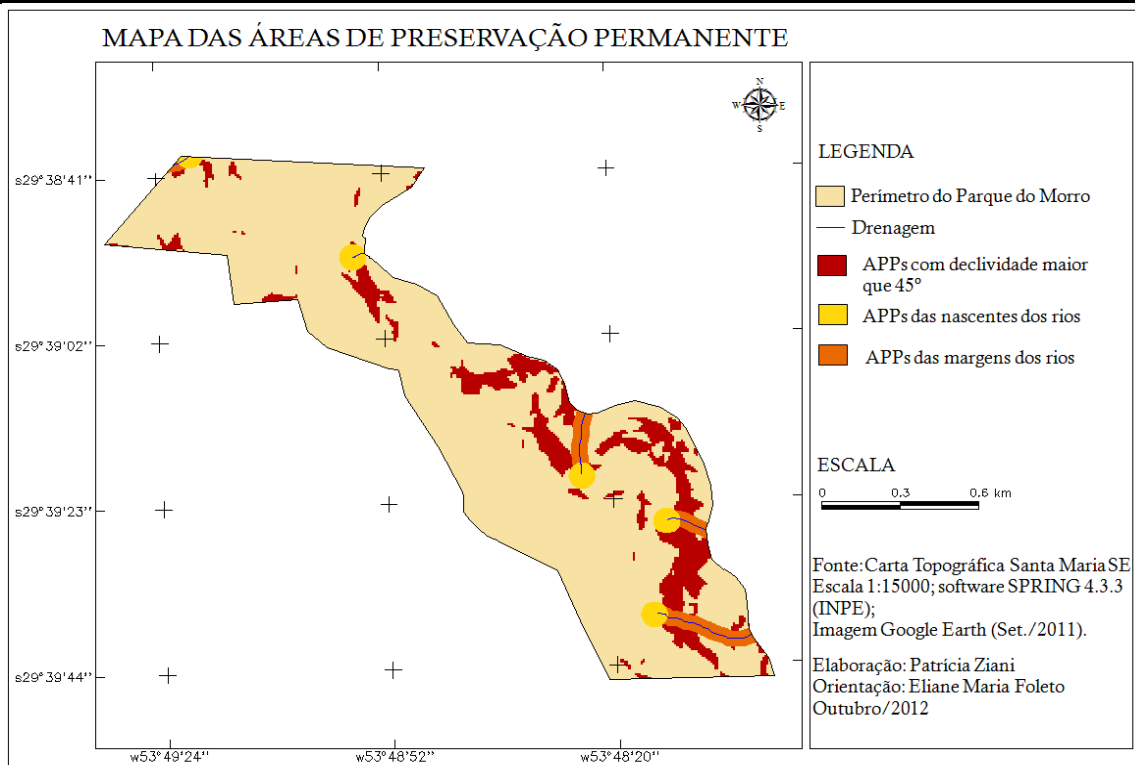 MAPA DAS ÁREAS DE PRESERVAÇÃO PERMANENTE
N
W E
S
s29°38'41''
s29°39'02''
s29°39'23''
s29°39'44''
w53°49'24'' w53°48'52'' w53°48'20''
LEGENDA
Perímetro do Parque do Morro
Drenagem
APPs com declividade maior
que 45º
APPs das nascentes dos rios
APPs das margens dos rios
ESCALA
0 0.3 0.6 km
Fonte:Carta Topográfica Santa Maria SE
Escala 1:15000; software SPRING 4.3.3
(INPE);
Imagem Google Earth (Set./2011).
Elaboração: Patrícia Ziani
Orientação: Eliane Maria Foleto
Outubro/2012